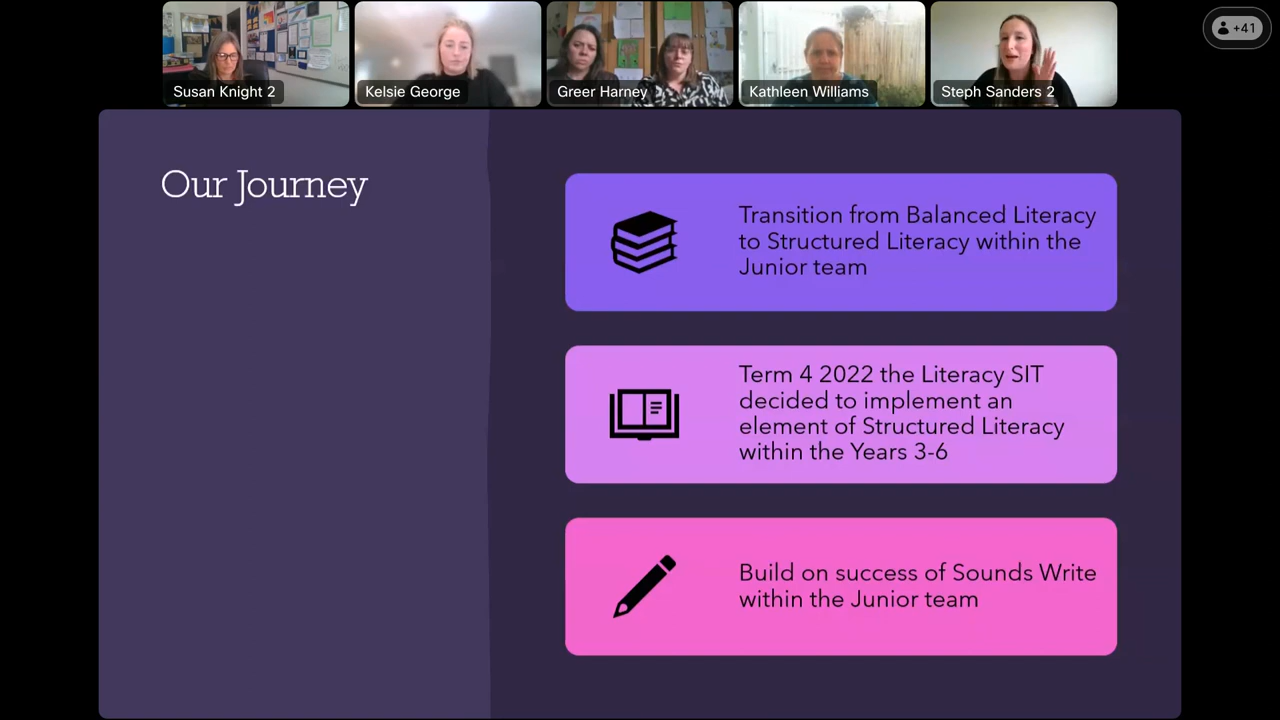 Susan Knight 2
Kelsie George
Greer Harney
Kathleen Williams
Steph Sanders 2
+41
Our Journey
Transition from Balanced Literacy
to Structured Literacy within the
Junior team
Term 4 2022 the Literacy SIT
decided to implement an
element of Structured Literacy
within the Years 3-6
Build on success of Sounds Write
within the Junior team